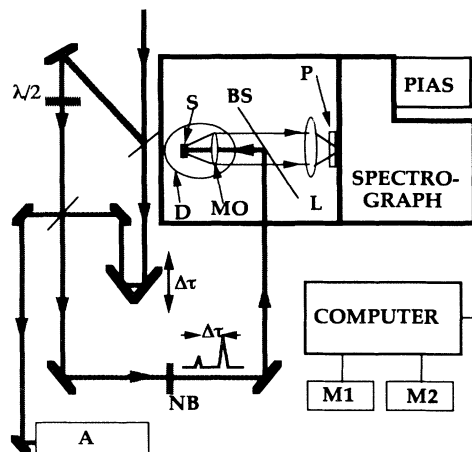 λ/2
S
BS
P
PIAS
D
MO
L
SPECTRO-
GRAPH
Δτ
Δτ
NB
COMPUTER
M1
M2
A